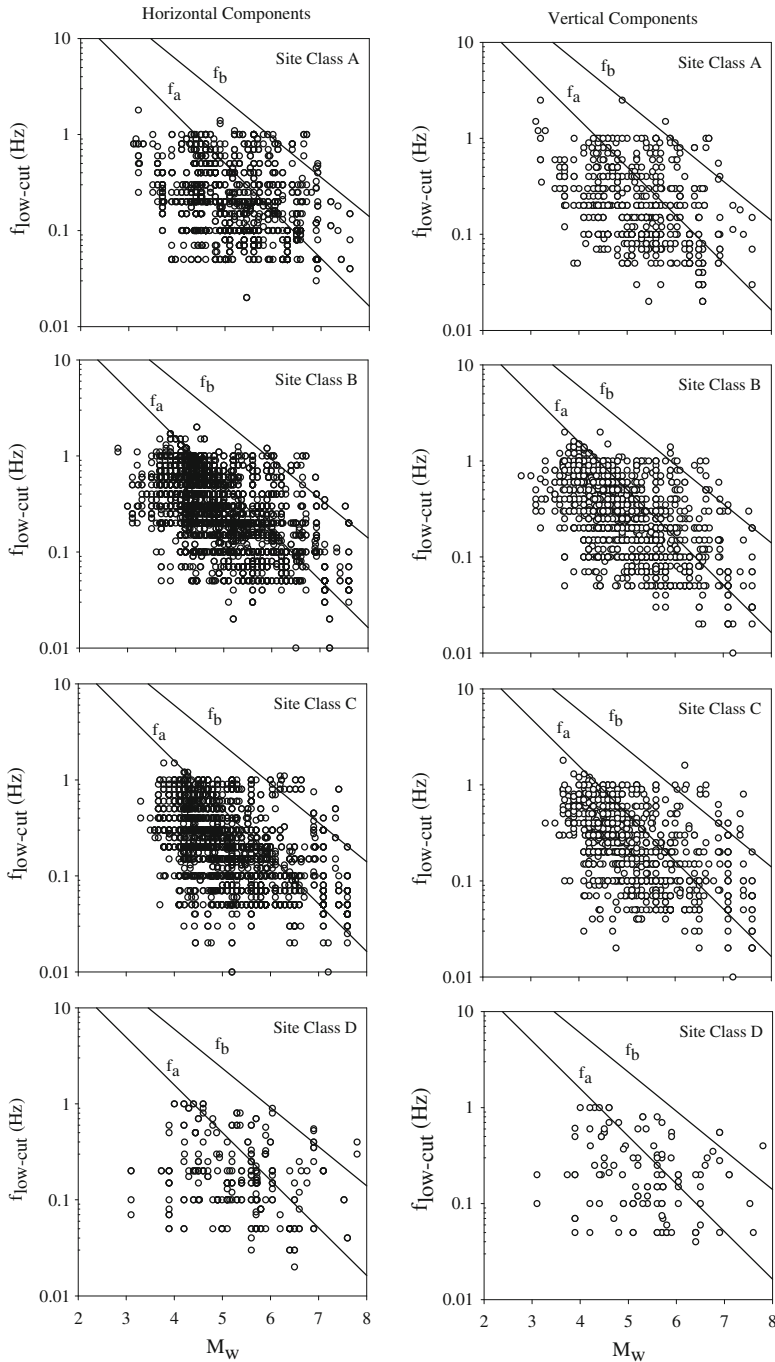 Horizontal Components
Vertical Components
10
1
0.1
0.01
f_low-cut (Hz)
Site Class A
f_a
f_b
10
1
0.1
0.01
f_low-cut (Hz)
Site Class A
f_a
f_b
10
1
0.1
0.01
f_low-cut (Hz)
Site Class B
f_a
f_b
10
1
0.1
0.01
f_low-cut (Hz)
Site Class B
f_a
f_b
10
1
0.1
0.01
f_low-cut (Hz)
Site Class C
f_a
f_b
10
1
0.1
0.01
f_low-cut (Hz)
Site Class C
f_a
f_b
10
1
0.1
0.01
f_low-cut (Hz)
Site Class D
f_a
f_b
2 3 4 5 6 7 8
M_W
10
1
0.1
0.01
f_low-cut (Hz)
Site Class D
f_a
f_b
2 3 4 5 6 7 8
M_W